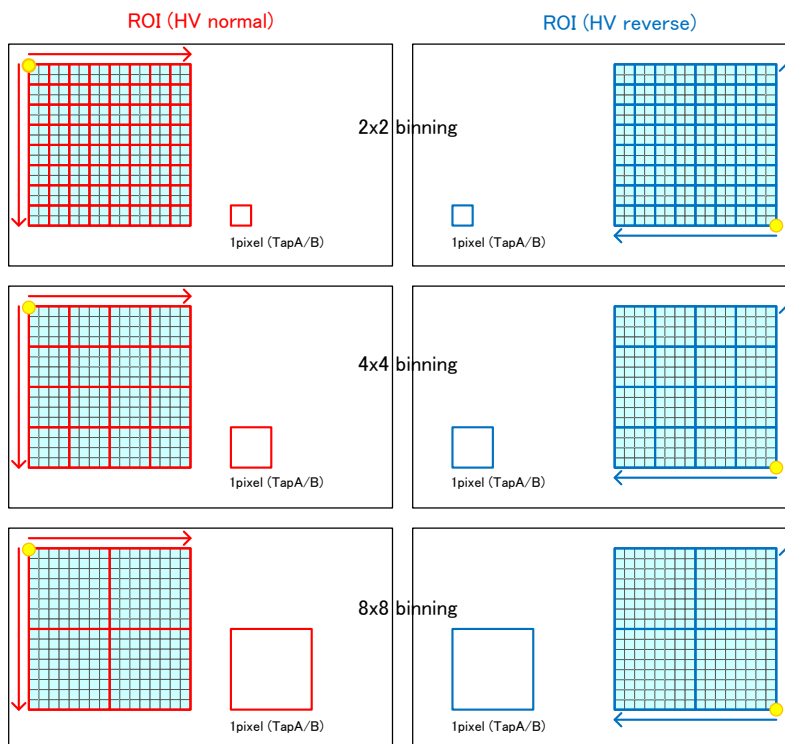 ROI (HV normal)
ROI (HV reverse)
2x2 binning
1pixel (TapA/B)
1pixel (TapA/B)
4x4 binning
1pixel (TapA/B)
1pixel (TapA/B)
8x8 binning
1pixel (TapA/B)
1pixel (TapA/B)